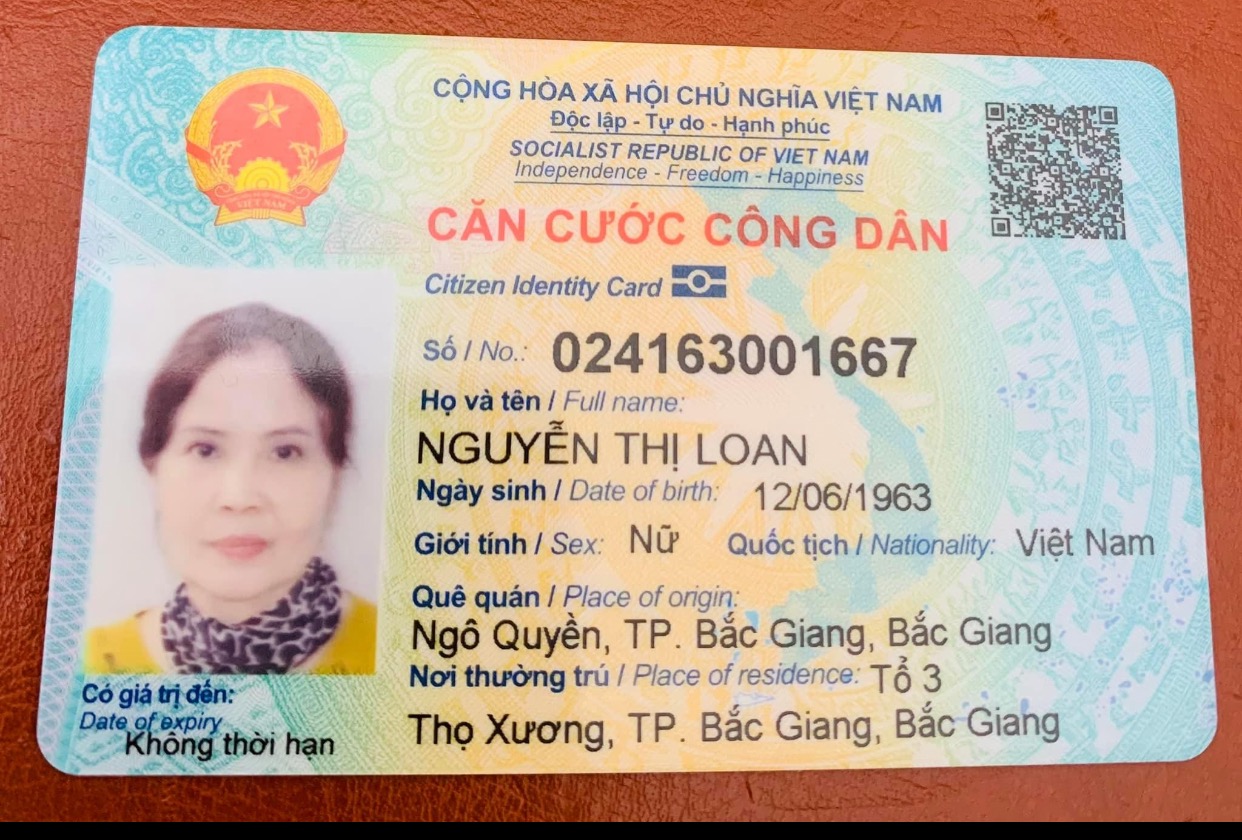 CỘNG HÒA XÃ HỘI CHỦ NGHĨA VIỆT NAM
Độc lập - Tự do - Hạnh phúc
SOCIALIST REPUBLIC OF VIET NAM
Independence - Freedom - Happiness
VIỆT NAM
CĂN CƯỚC CÔNG DÂN
Citizen Identity Card
Số / No.: 024163001667
Họ và tên / Full name:
NGUYỄN THỊ LOAN
Ngày sinh / Date of birth: 12/06/1963
Giới tính / Sex: Nữ Quốc tịch / Nationality: Việt Nam
Quê quán / Place of origin:
Ngô Quyền, TP. Bắc Giang, Bắc Giang
Nơi thường trú / Place of residence: Tổ 3
Thọ Xương, TP. Bắc Giang, Bắc Giang
Có giá trị đến:
Date of expiry
Không thời hạn